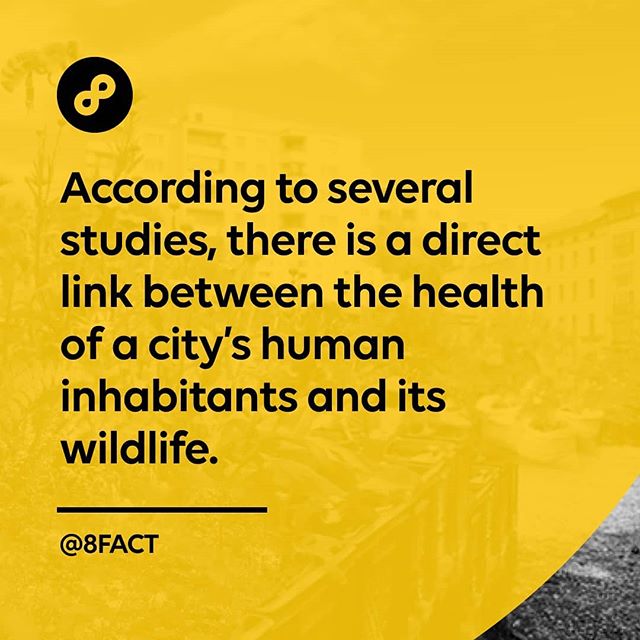 According to several
studies, there is a direct
link between the health
of a city’s human
inhabitants and its
wildlife.
@8FACT